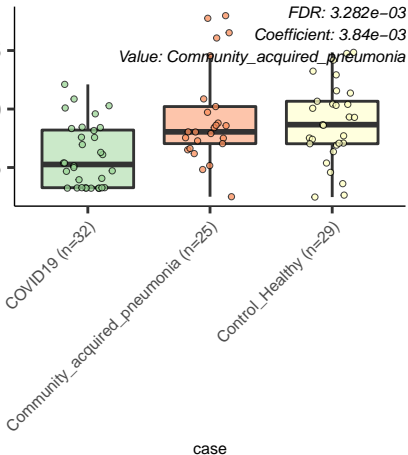 FDR: 3.282e−03
Coefficient: 3.84e−03
Value: Community_acquired_pneumonia
COVID19 (n=32)
Community_acquired_pneumonia (n=25)
Control_Healthy (n=29)
case